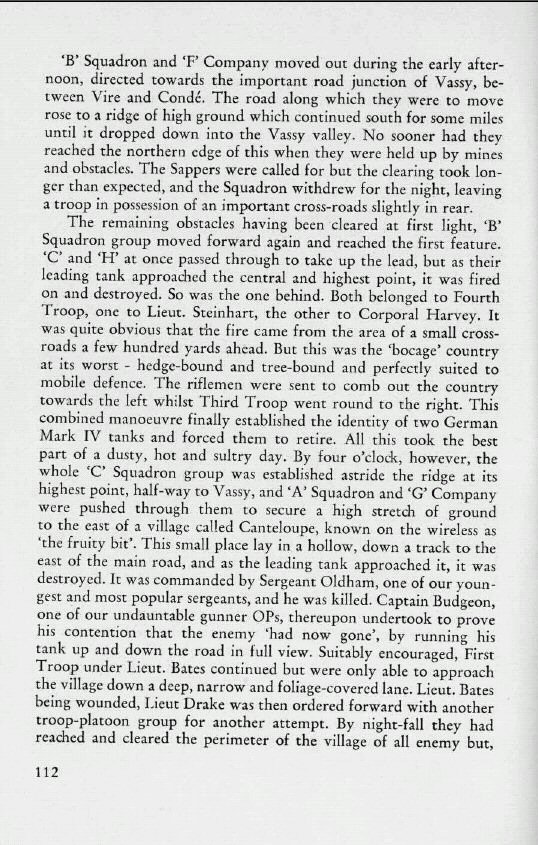 ‘B’ Squadron and ‘F’ Company moved out during the early after-
noon, directed towards the important road junction of Vassy, be-
tween Vire and Condé. The road along which they were to move
rose to a ridge of high ground which continued south for some miles
until it dropped down into the Vassy valley. No sooner had they
reached the northern edge of this when they were held up by mines
and obstacles. The Sappers were called for but the clearing took lon-
ger than expected, and the Squadron withdrew for the night, leaving
a troop in possession of an important cross-roads slightly in rear.
The remaining obstacles having been cleared at first light, ‘B’
Squadron group moved forward again and reached the first feature.
‘C’ and ‘H’ at once passed through to take up the lead, but as their
leading tank approached the central and highest point, it was fired
on and destroyed. So was the one behind. Both belonged to Fourth
Troop, one to Lieut. Steinhart, the other to Corporal Harvey. It
was quite obvious that the fire came from the area of a small cross-
roads a few hundred yards ahead. But this was the ‘bocage’ country
at its worst - hedge-bound and tree-bound and perfectly suited to
mobile defence. The riflemen were sent to comb out the country
towards the left whilst Third Troop went round to the right. This
combined manoeuvre finally established the identity of two German
Mark IV tanks and forced them to retire. All this took the best
part of a dusty, hot and sultry day. By four o’clock, however, the
whole ‘C’ Squadron group was established astride the ridge at its
highest point, half-way to Vassy, and ‘A’ Squadron and ‘G’ Company
were pushed through them to secure a high stretch of ground
to the east of a village called Canteloupe, known on the wireless as
‘the fruity bit’. This small place lay in a hollow, down a track to the
east of the main road, and as the leading tank approached it, it was
destroyed. It was commanded by Sergeant Oldham, one of our youn-
gest and most popular sergeants, and he was killed. Captain Budgeon,
one of our undauntable gunner OPs, thereupon undertook to prove
his contention that the enemy ‘had now gone’, by running his
tank up and down the road in full view. Suitably encouraged, First
Troop under Lieut. Bates continued but were only able to approach
the village down a deep, narrow and foliage-covered lane. Lieut. Bates
being wounded, Lieut Drake was then ordered forward with another
troop-platoon group for another attempt. By night-fall they had
reached and cleared the perimeter of the village of all enemy but,
112